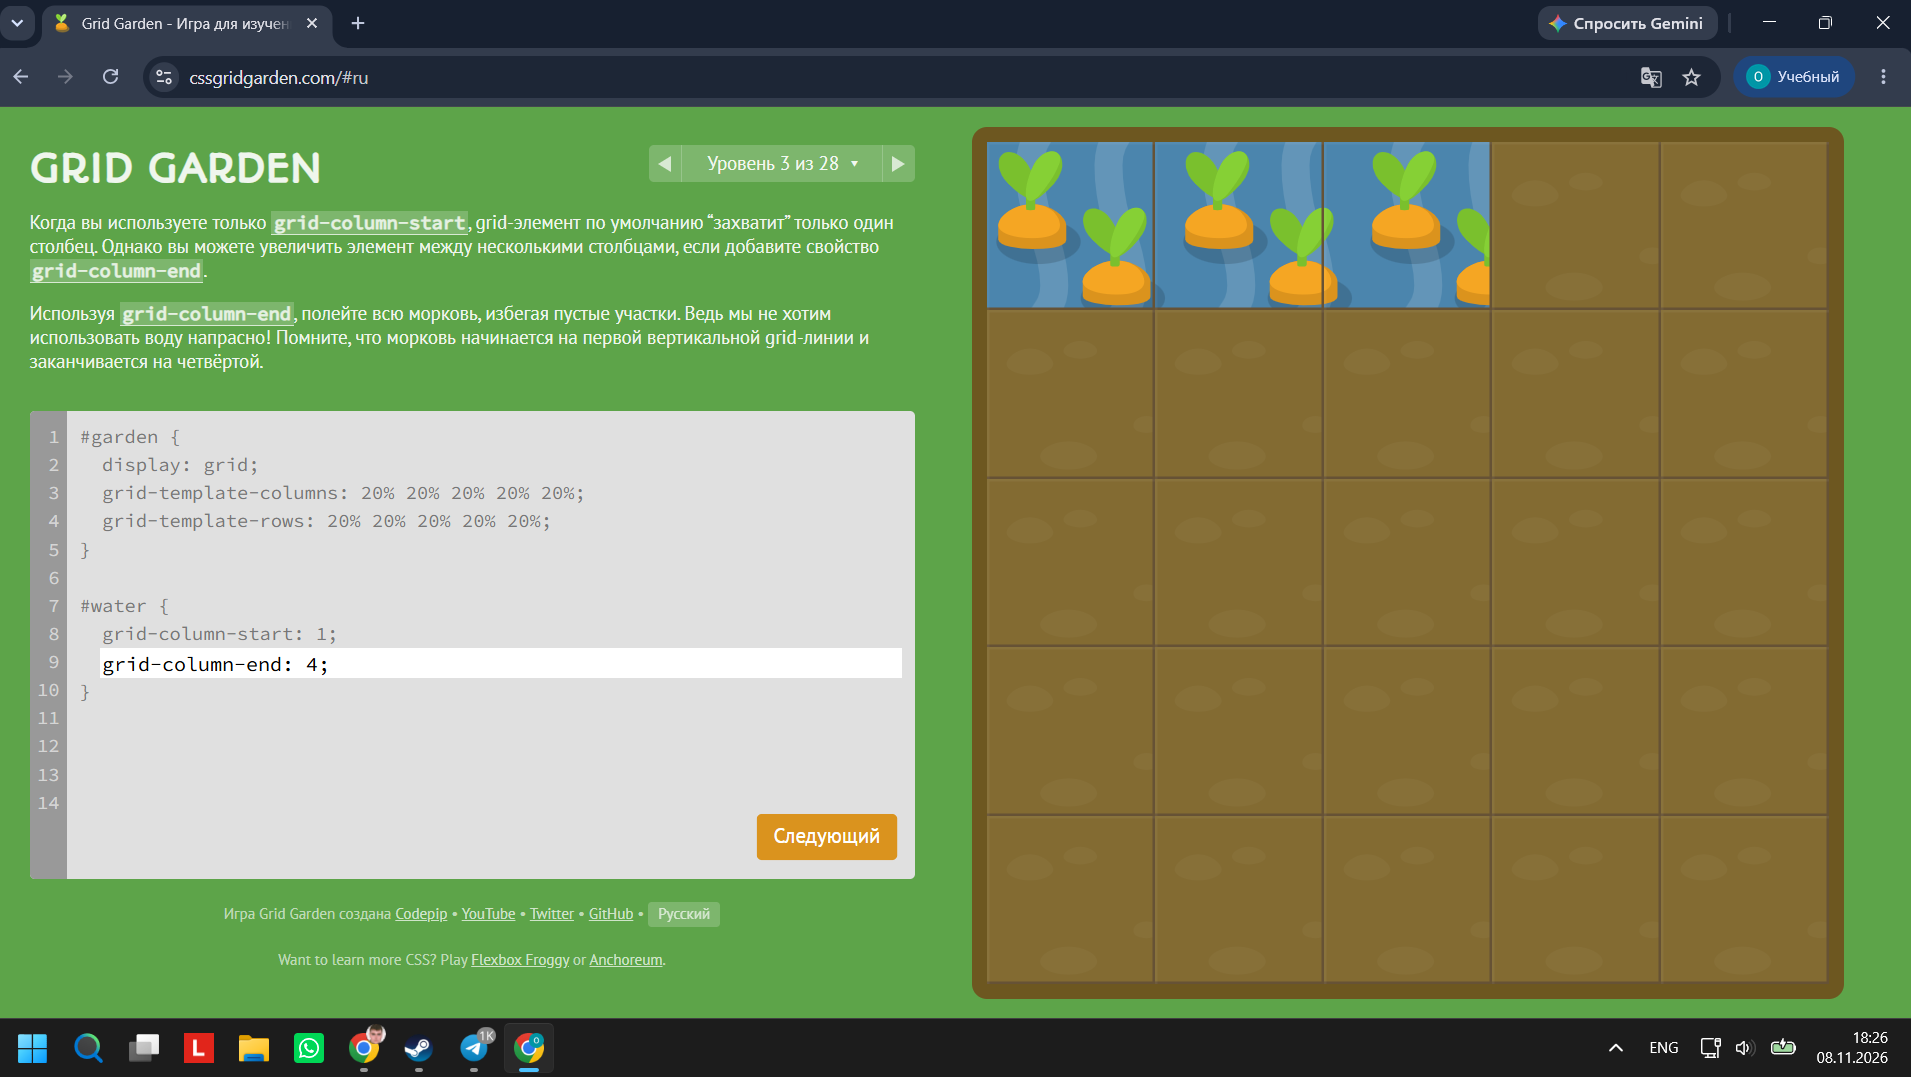 Grid Garden - Игра для изучен
Спросить Gemini
cssgridgarden.com/#ru
О
Учебный
GRID GARDEN
Уровень 3 из 28
Когда вы используете только grid-column-start, grid-элемент по умолчанию “захватит” только один
столбец. Однако вы можете увеличить элемент между несколькими столбцами, если добавите свойство
grid-column-end.
Используя grid-column-end, полейте всю морковь, избегая пустые участки. Ведь мы не хотим
использовать воду напрасно! Помните, что морковь начинается на первой вертикальной grid-линии и
заканчивается на четвёртой.
1 #garden {
2 display: grid;
3 grid-template-columns: 20% 20% 20% 20% 20%;
4 grid-template-rows: 20% 20% 20% 20% 20%;
5 }
6
7 #water {
8 grid-column-start: 1;
9 grid-column-end: 4;
10 }
11
12
13
14
Следующий
Игра Grid Garden создана Codepip • YouTube • Twitter • GitHub • Русский
Want to learn more CSS? Play Flexbox Froggy or Anchoreum.
L
1K
О
ENG
18:26
08.11.2026